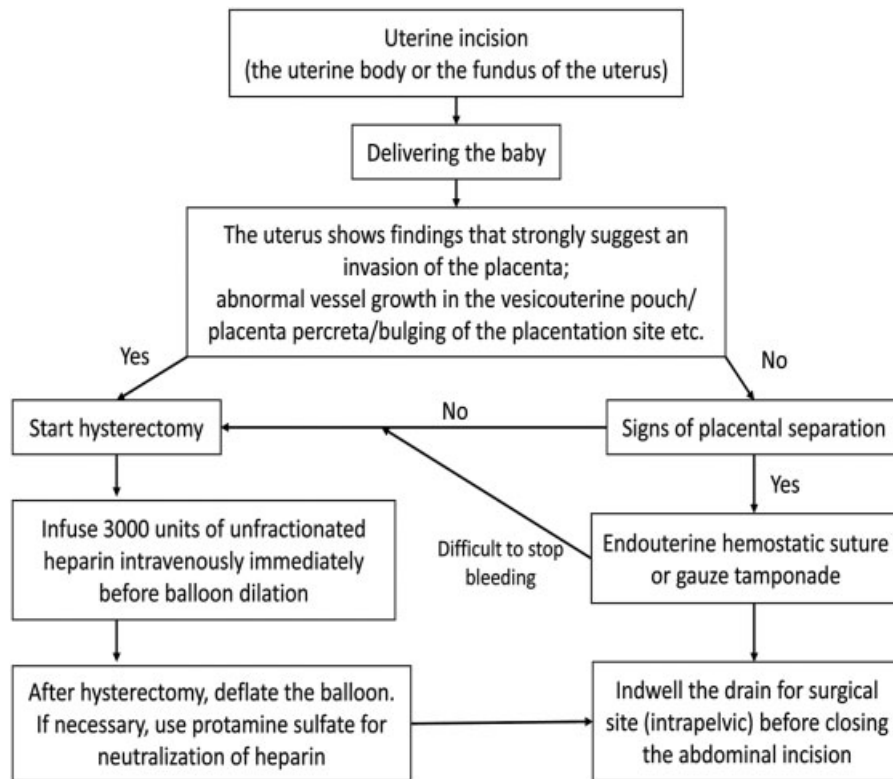 Uterine incision
(the uterine body or the fundus of the uterus)
Delivering the baby
The uterus shows findings that strongly suggest an
invasion of the placenta;
abnormal vessel growth in the vesicouterine pouch/
placenta percreta/bulging of the placentation site etc.
Yes
No
Start hysterectomy
No
Signs of placental separation
Yes
Infuse 3000 units of unfractionated
heparin intravenously immediately
before balloon dilation
Difficult to stop
bleeding
Endouterine hemostatic suture
or gauze tamponade
After hysterectomy, deflate the balloon.
If necessary, use protamine sulfate for
neutralization of heparin
Indwell the drain for surgical
site (intrapelvic) before closing
the abdominal incision